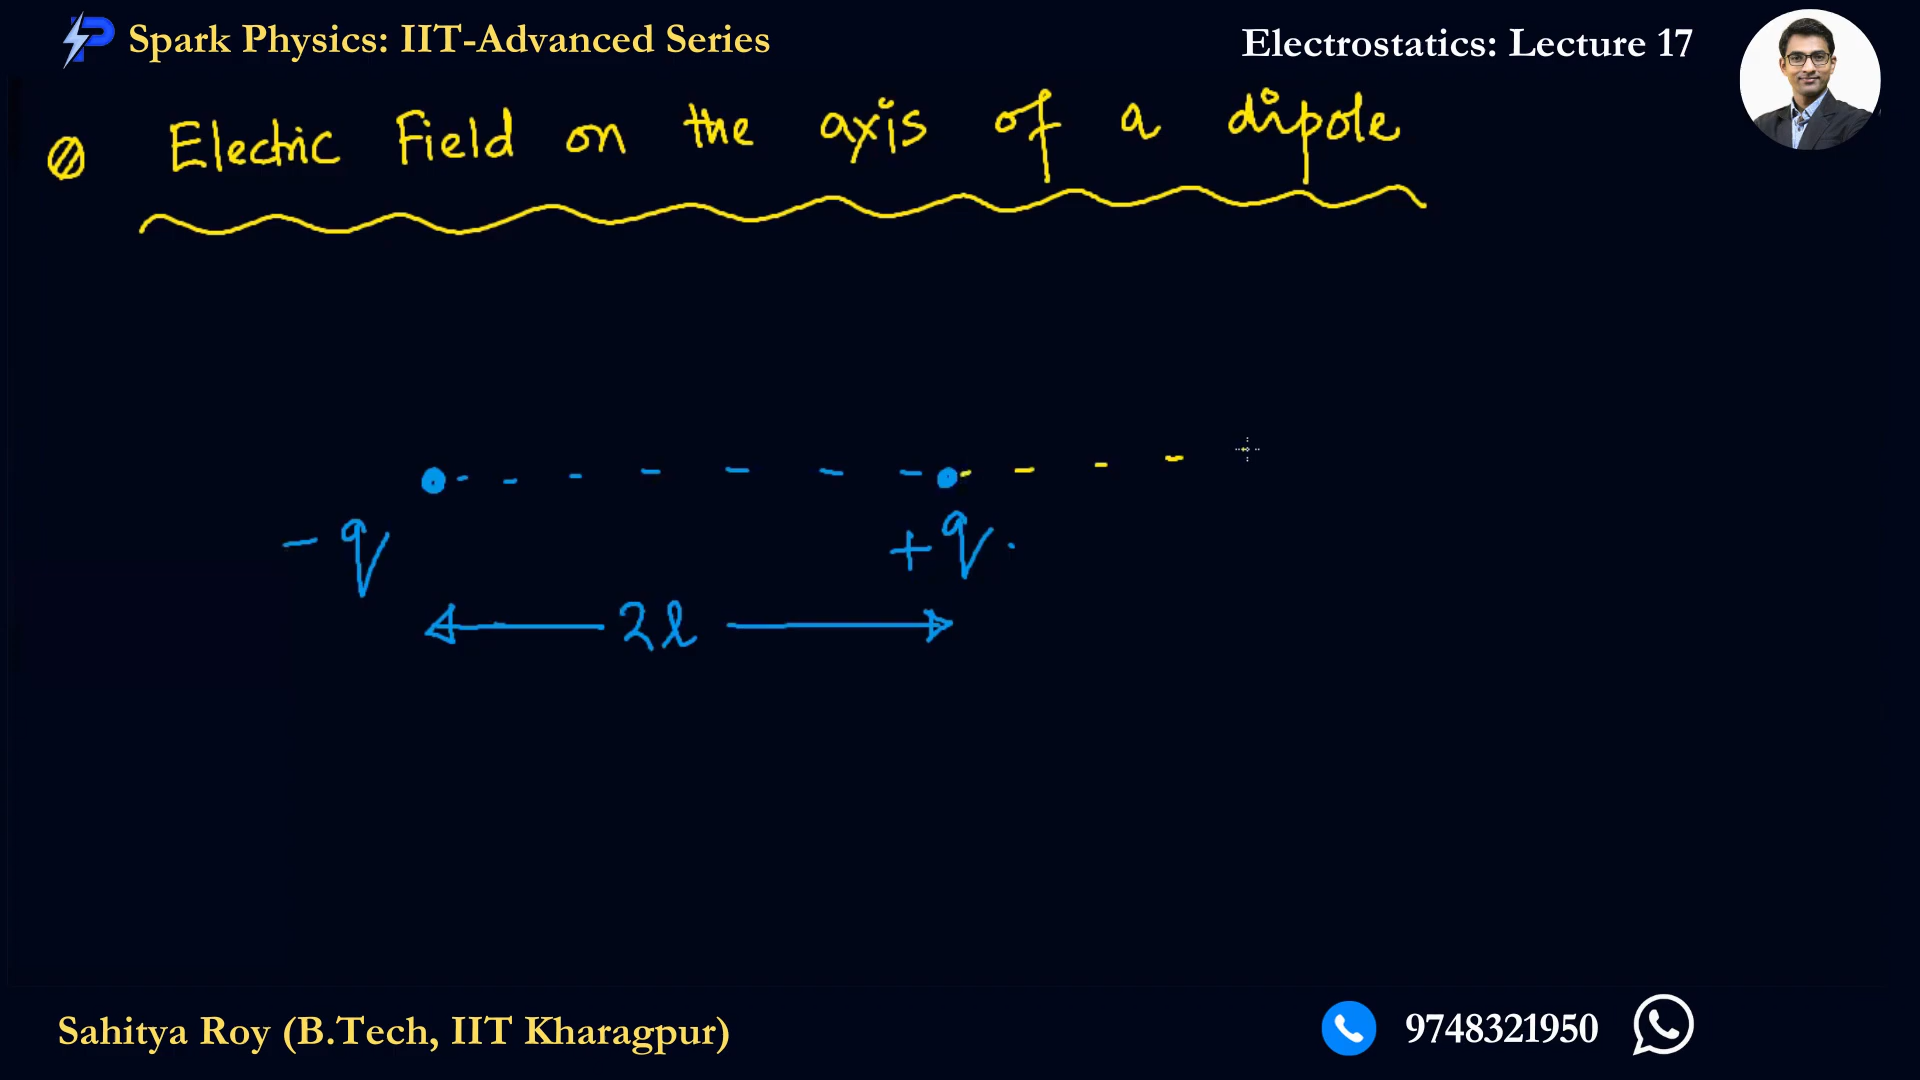 Spark Physics: IIT-Advanced Series
Electrostatics: Lecture 17
Electric Field on the axis of a dipole
- q
+ q.
2l
Sahitya Roy (B.Tech, IIT Kharagpur)
9748321950